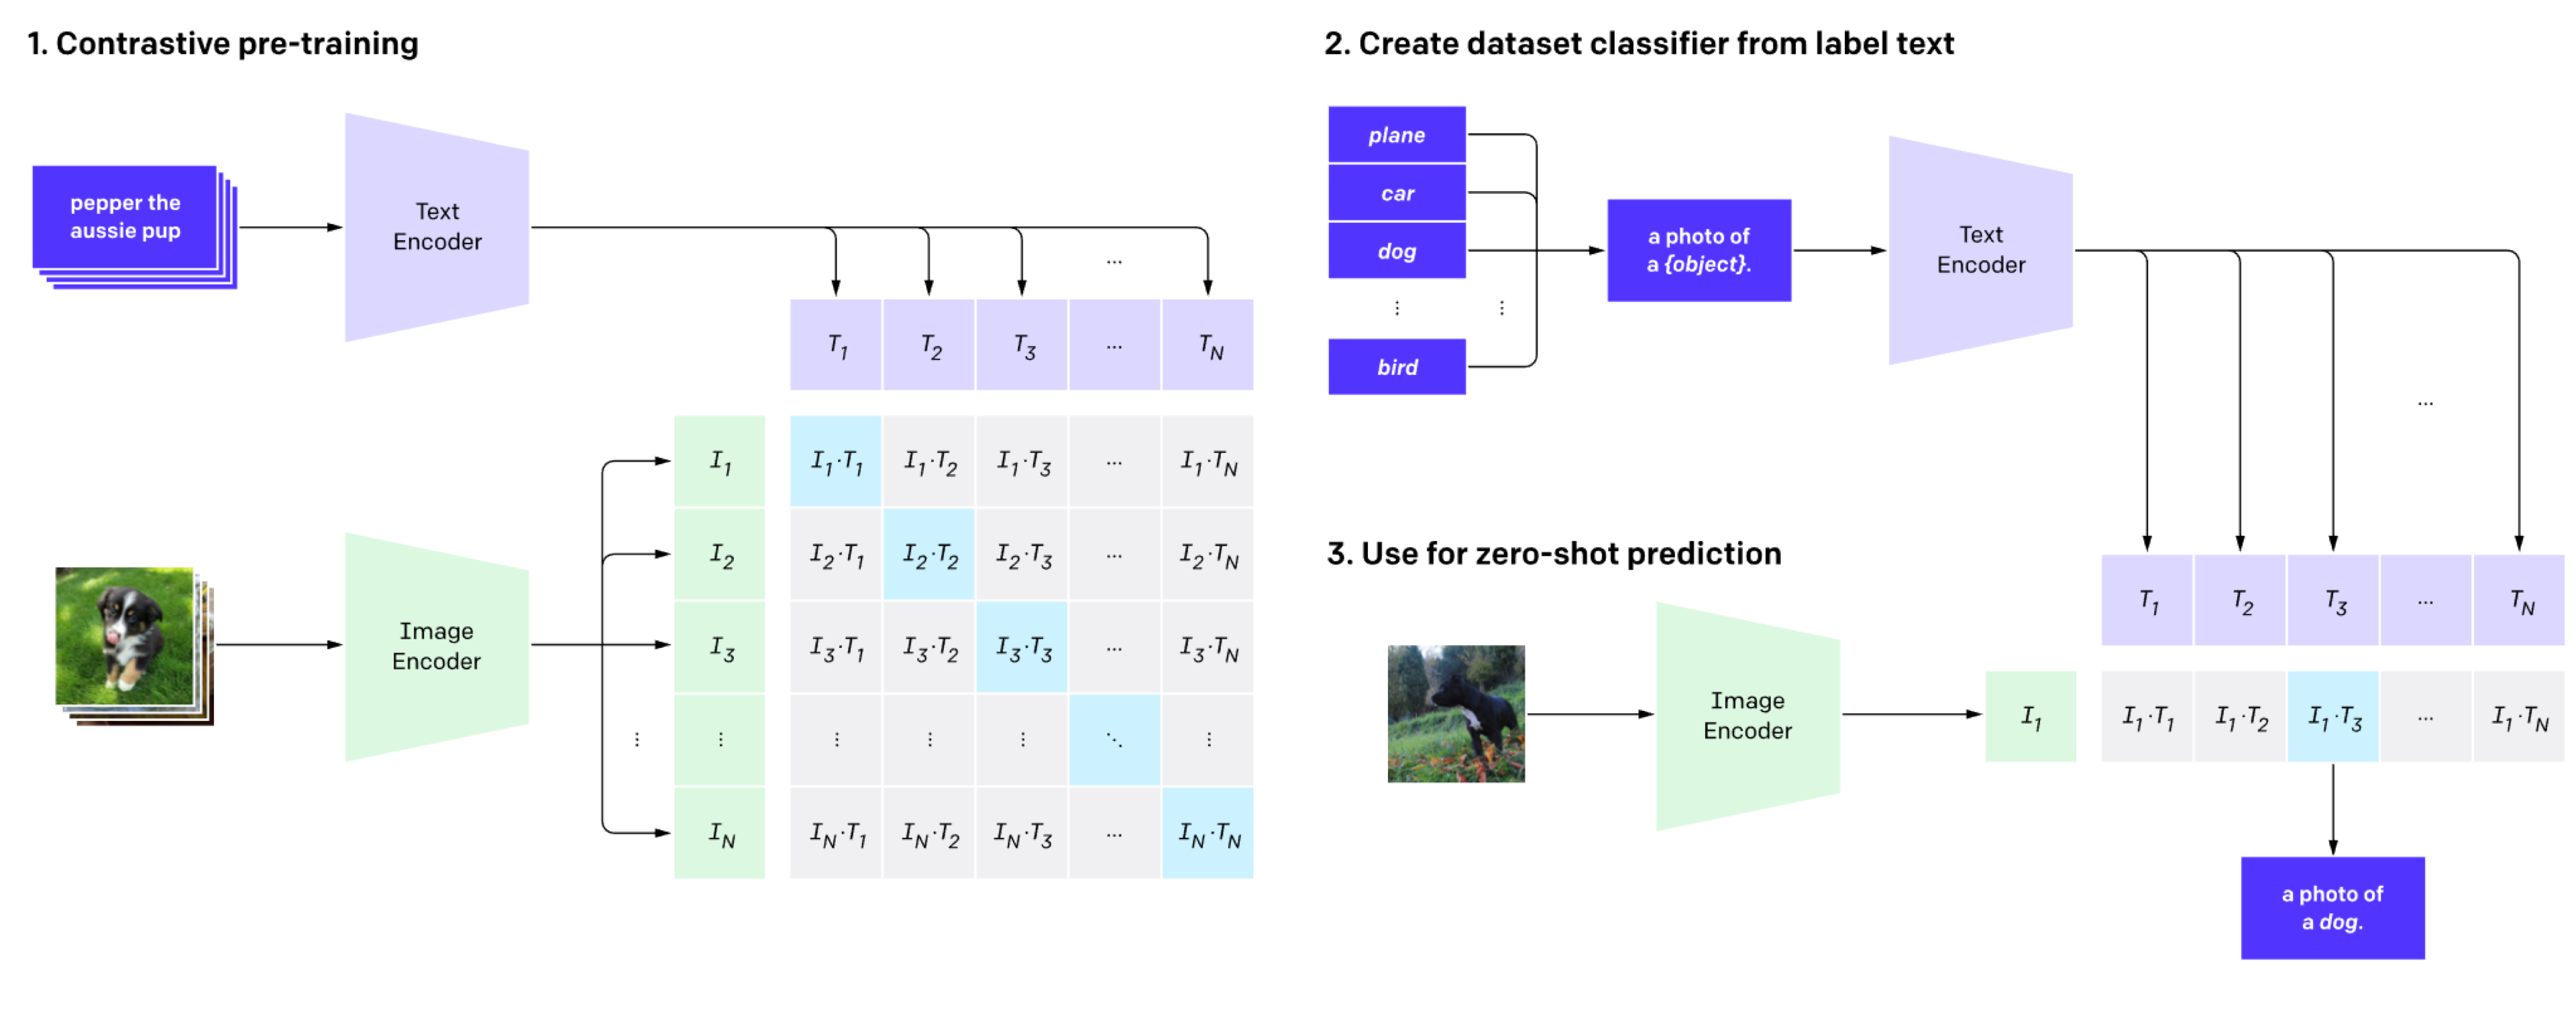 1. Contrastive pre-training
pepper the
aussie pup
Text
Encoder
...
T1 T2 T3 ... TN
Image
Encoder
I1 I1·T1 I1·T2 I1·T3 ... I1·TN
I2 I2·T1 I2·T2 I2·T3 ... I2·TN
I3 I3·T1 I3·T2 I3·T3 ... I3·TN
⋮ ⋮ ⋮ ⋮ ⋮ ⋱ ⋮
IN IN·T1 IN·T2 IN·T3 ... IN·TN
2. Create dataset classifier from label text
plane
car
dog
⋮ ⋮
bird
a photo of
a {object}.
Text
Encoder
...
3. Use for zero-shot prediction
T1 T2 T3 ... TN
Image
Encoder
I1 I1·T1 I1·T2 I1·T3 ... I1·TN
a photo of
a dog.